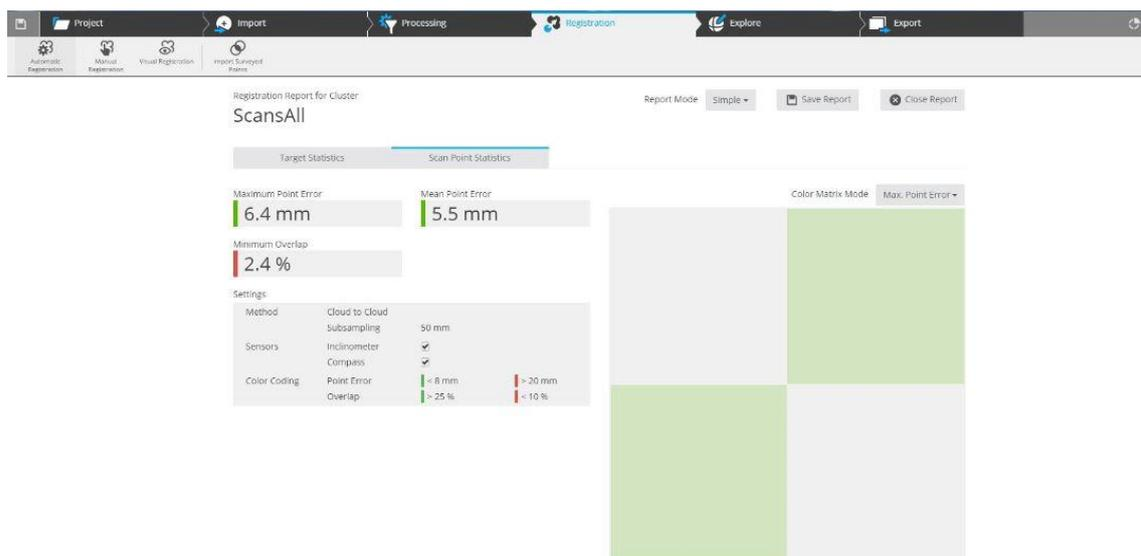 Project
Import
Processing
Registration
Explore
Export
Automatic Registration
Manual Registration
Visual Registration
Import Surveyed Points
Registration Report for Cluster
ScansAll
Report Mode Simple Save Report Close Report
Target Statistics Scan Point Statistics
Maximum Point Error Mean Point Error Color Matrix Mode Max. Point Error
6.4 mm 5.5 mm
Minimum Overlap
2.4 %
Settings
Method Cloud to Cloud
Subsampling 50 mm
Sensors Inclinometer
Compass
Color Coding Point Error < 8 mm > 20 mm
Overlap > 25 % < 10 %